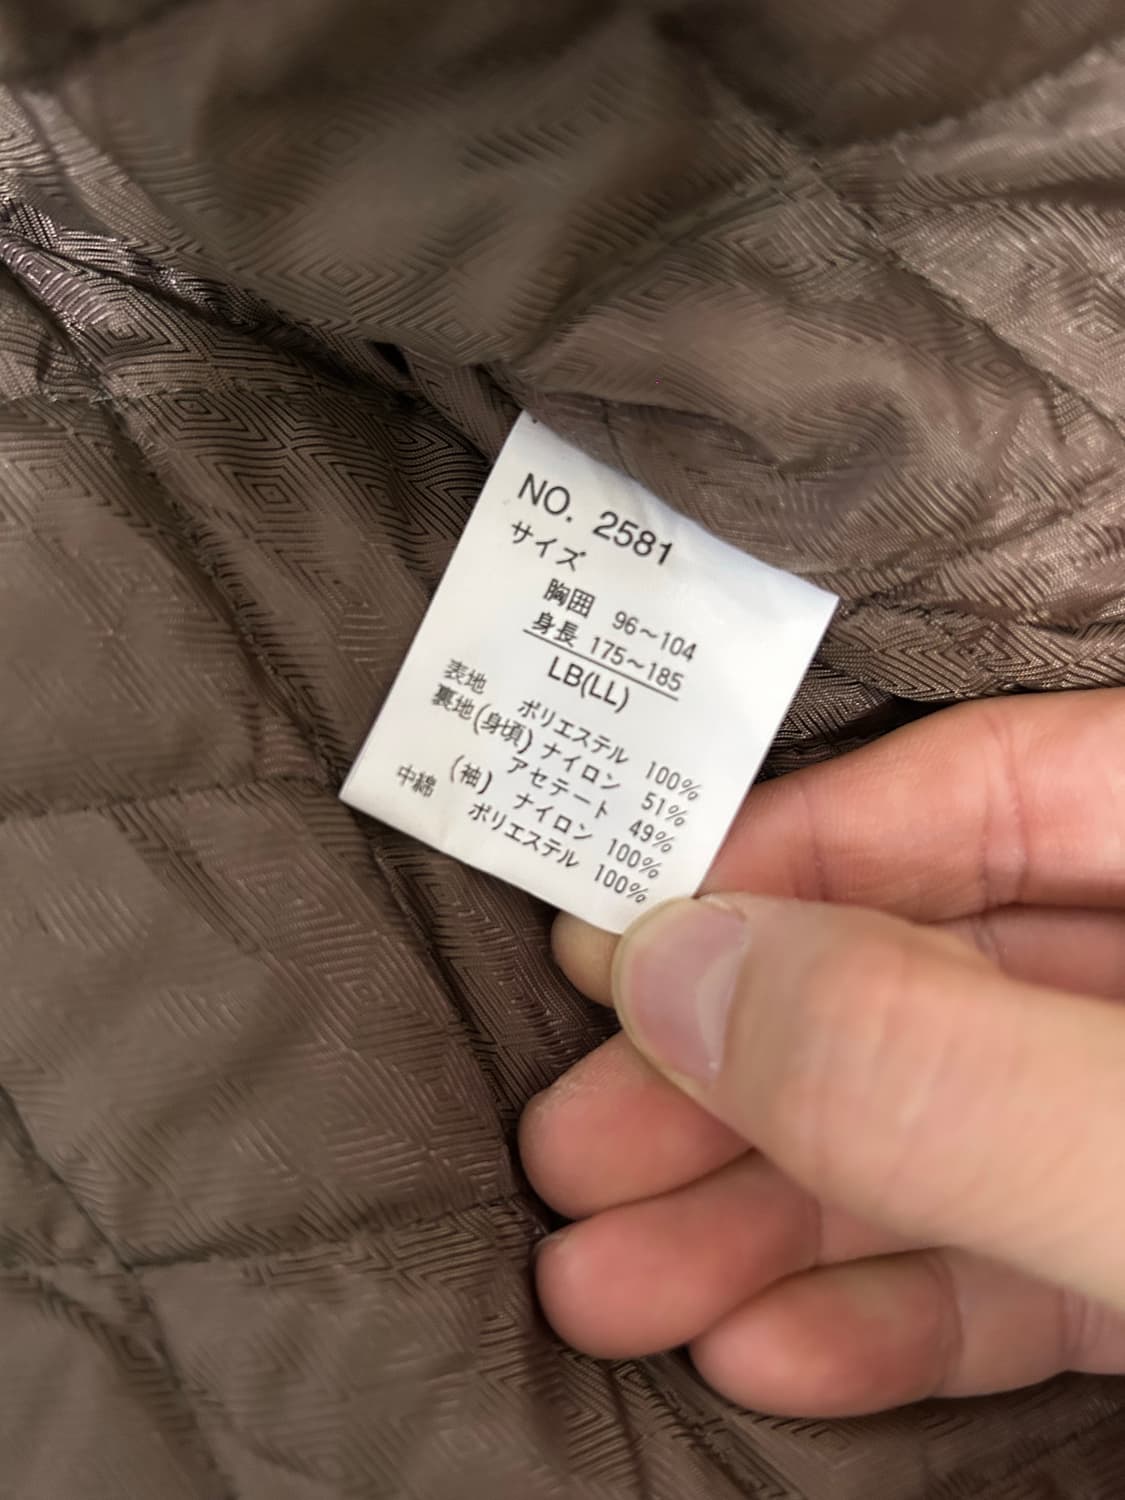 NO. 2581
サイズ
胸囲 96～104
身長 175～185
LB(LL)
表地 ポリエステル 100%
裏地(身頃) ナイロン 51%
アセテート 49%
(袖) ナイロン 100%
中綿 ポリエステル 100%